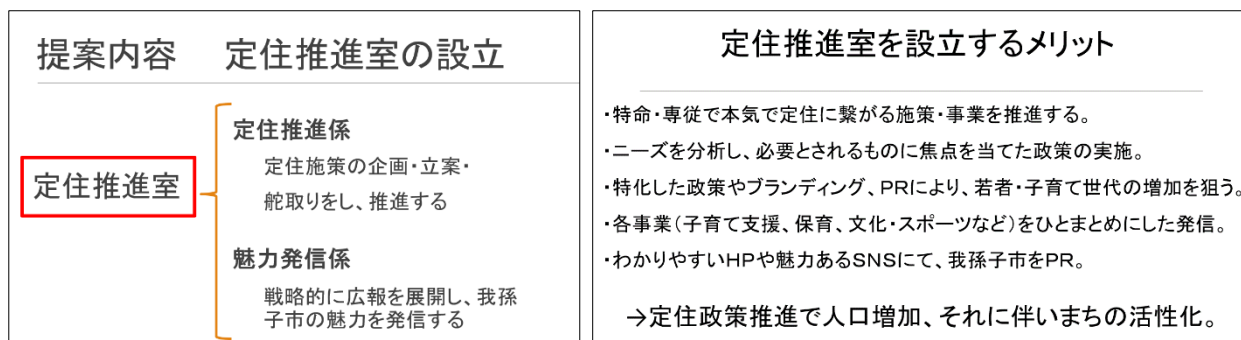 提案内容　定住推進室の設立
定住推進室
定住推進係
定住施策の企画・立案・
舵取りをし、推進する
魅力発信係
戦略的に広報を展開し、我孫
子市の魅力を発信する
定住推進室を設立するメリット
・特命・専従で本気で定住に繋がる施策・事業を推進する。
・ニーズを分析し、必要とされるものに焦点を当てた政策の実施。
・特化した政策やブランディング、PRにより、若者・子育て世代の増加を狙う。
・各事業(子育て支援、保育、文化・スポーツなど)をひとまとめにした発信。
・わかりやすいHPや魅力あるSNSにて、我孫子市をPR。
→定住政策推進で人口増加、それに伴いまちの活性化。